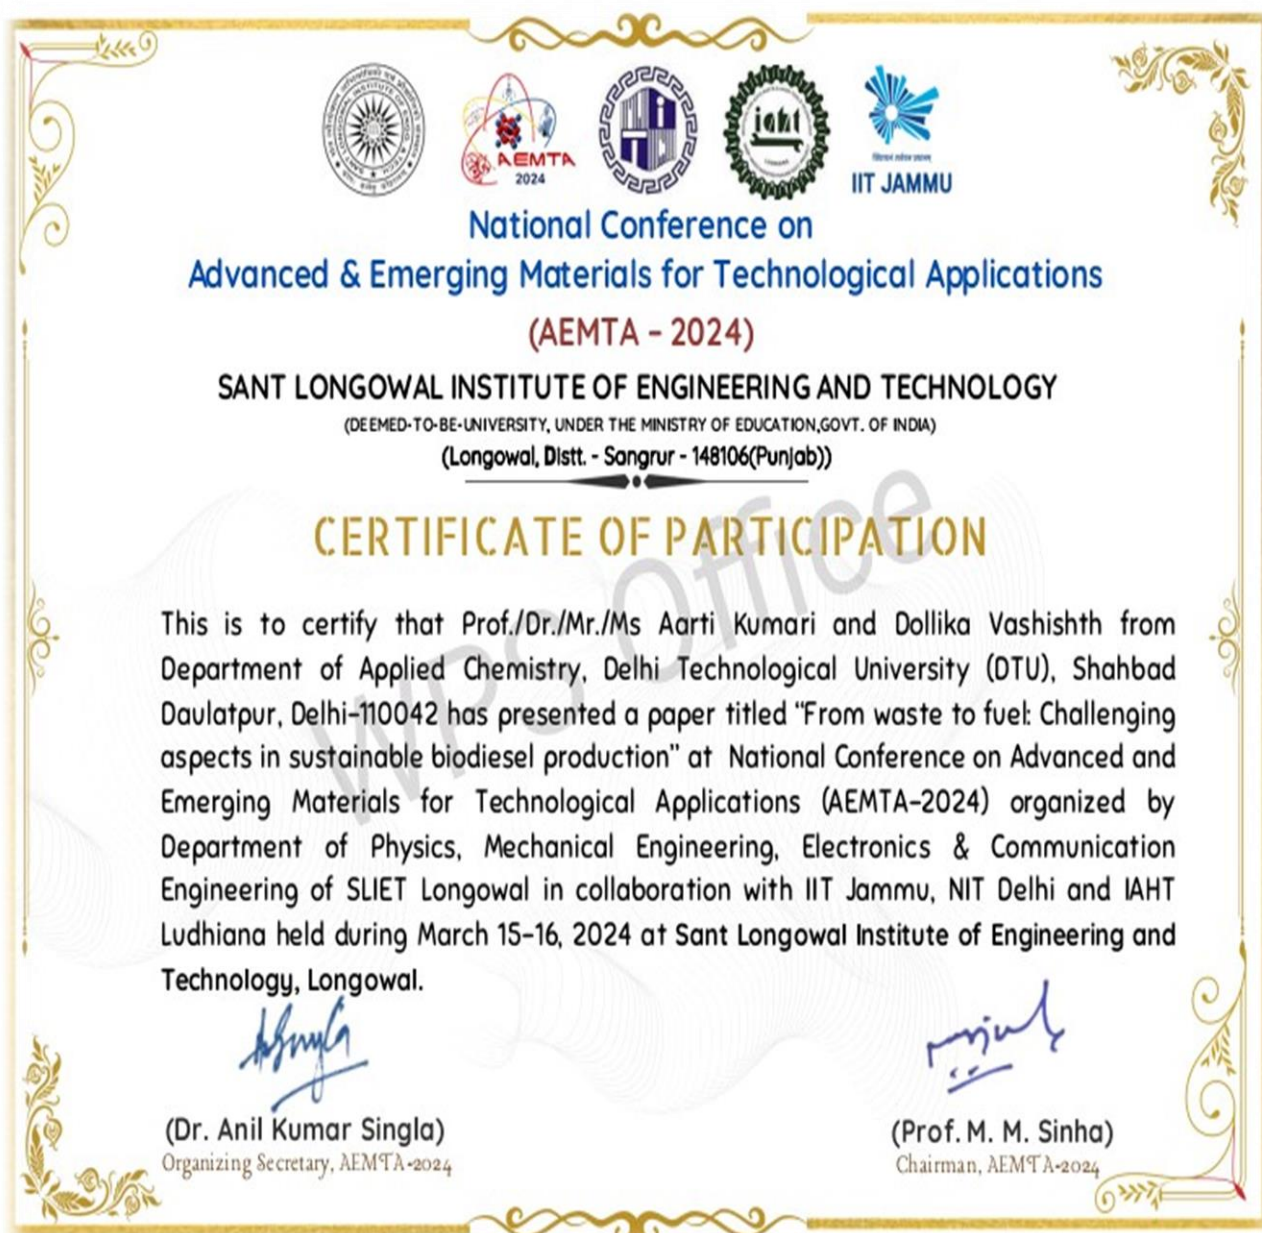 AEMTA
2024
iaht
IIT JAMMU
National Conference on
Advanced & Emerging Materials for Technological Applications
(AEMTA - 2024)
SANT LONGOWAL INSTITUTE OF ENGINEERING AND TECHNOLOGY
(DEEMED-TO-BE-UNIVERSITY, UNDER THE MINISTRY OF EDUCATION,GOVT. OF INDIA)
(Longowal, Distt. - Sangrur - 148106(Punjab))
CERTIFICATE OF PARTICIPATION
WPS Office
This is to certify that Prof./Dr./Mr./Ms Aarti Kumari and Dollika Vashishth from
Department of Applied Chemistry, Delhi Technological University (DTU), Shahbad
Daulatpur, Delhi-110042 has presented a paper titled “From waste to fuel: Challenging
aspects in sustainable biodiesel production” at National Conference on Advanced and
Emerging Materials for Technological Applications (AEMTA-2024) organized by
Department of Physics, Mechanical Engineering, Electronics & Communication
Engineering of SLIET Longowal in collaboration with IIT Jammu, NIT Delhi and IAHT
Ludhiana held during March 15-16, 2024 at Sant Longowal Institute of Engineering and
Technology, Longowal.
(Dr. Anil Kumar Singla)
Organizing Secretary, AEMTA-2024
(Prof. M. M. Sinha)
Chairman, AEMTA-2024